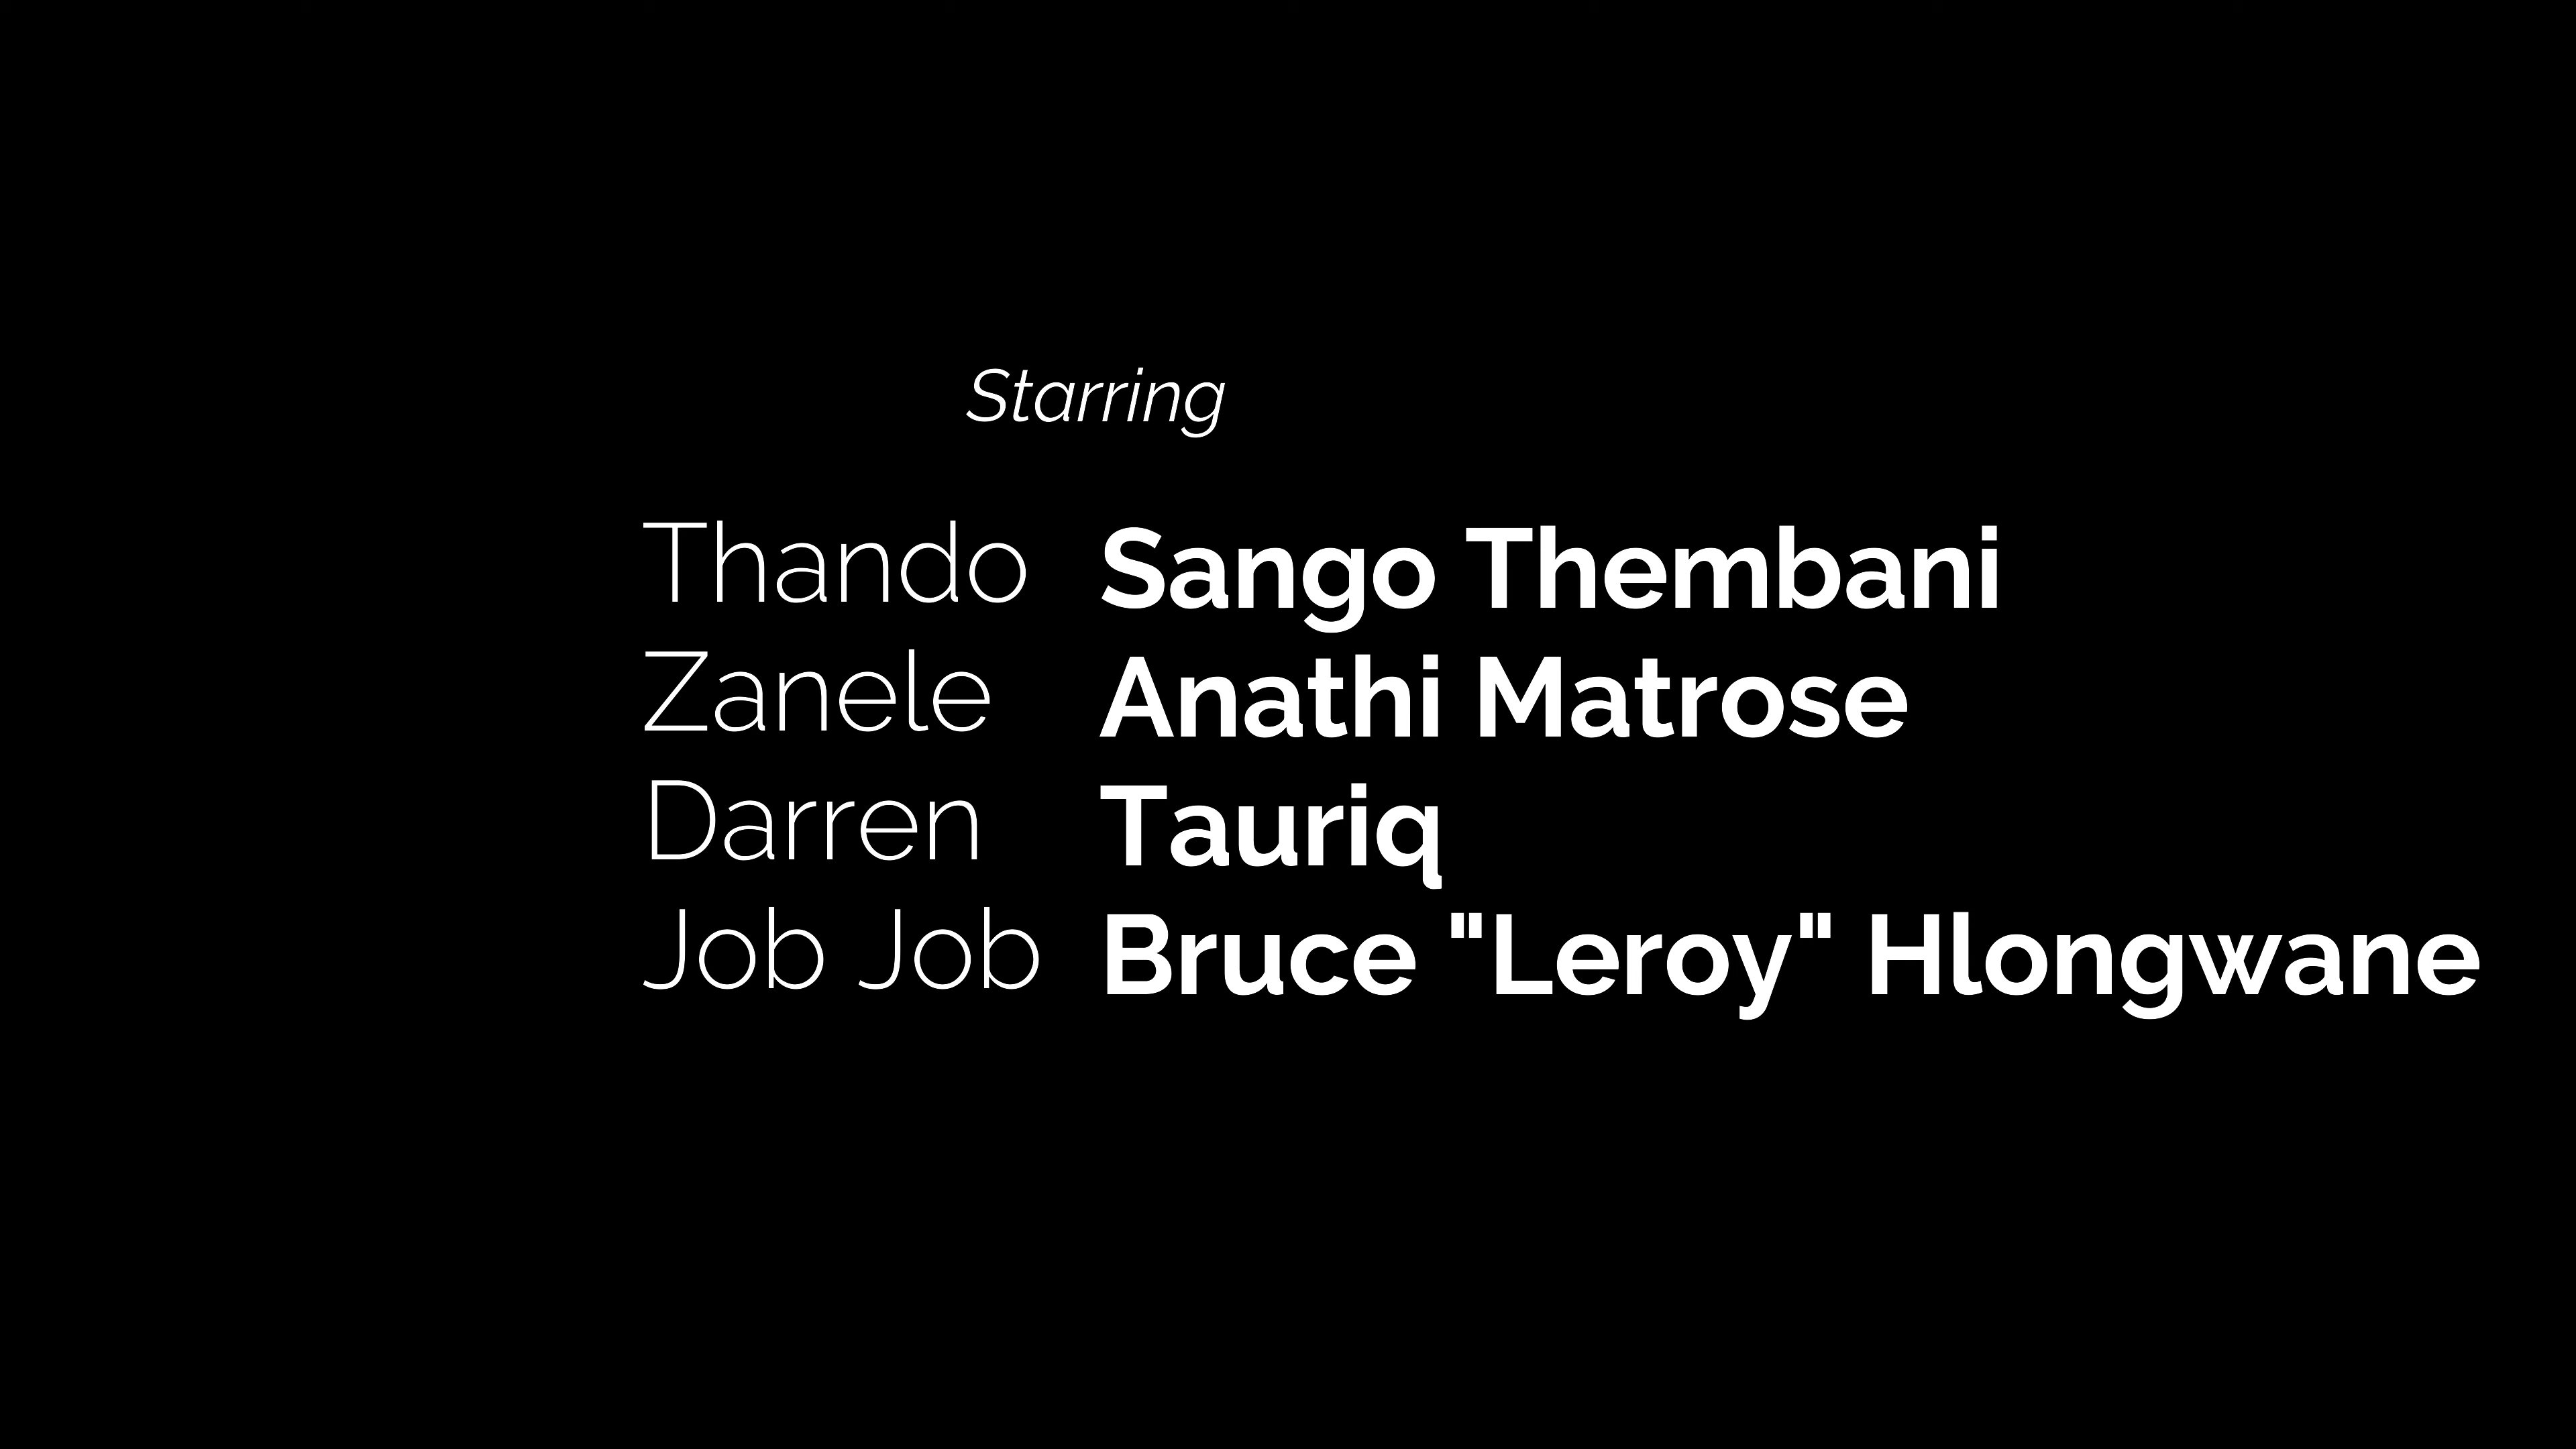 Starring
Thando Sango Thembani
Zanele Anathi Matrose
Darren Tauriq
Job Job Bruce "Leroy" Hlongwane